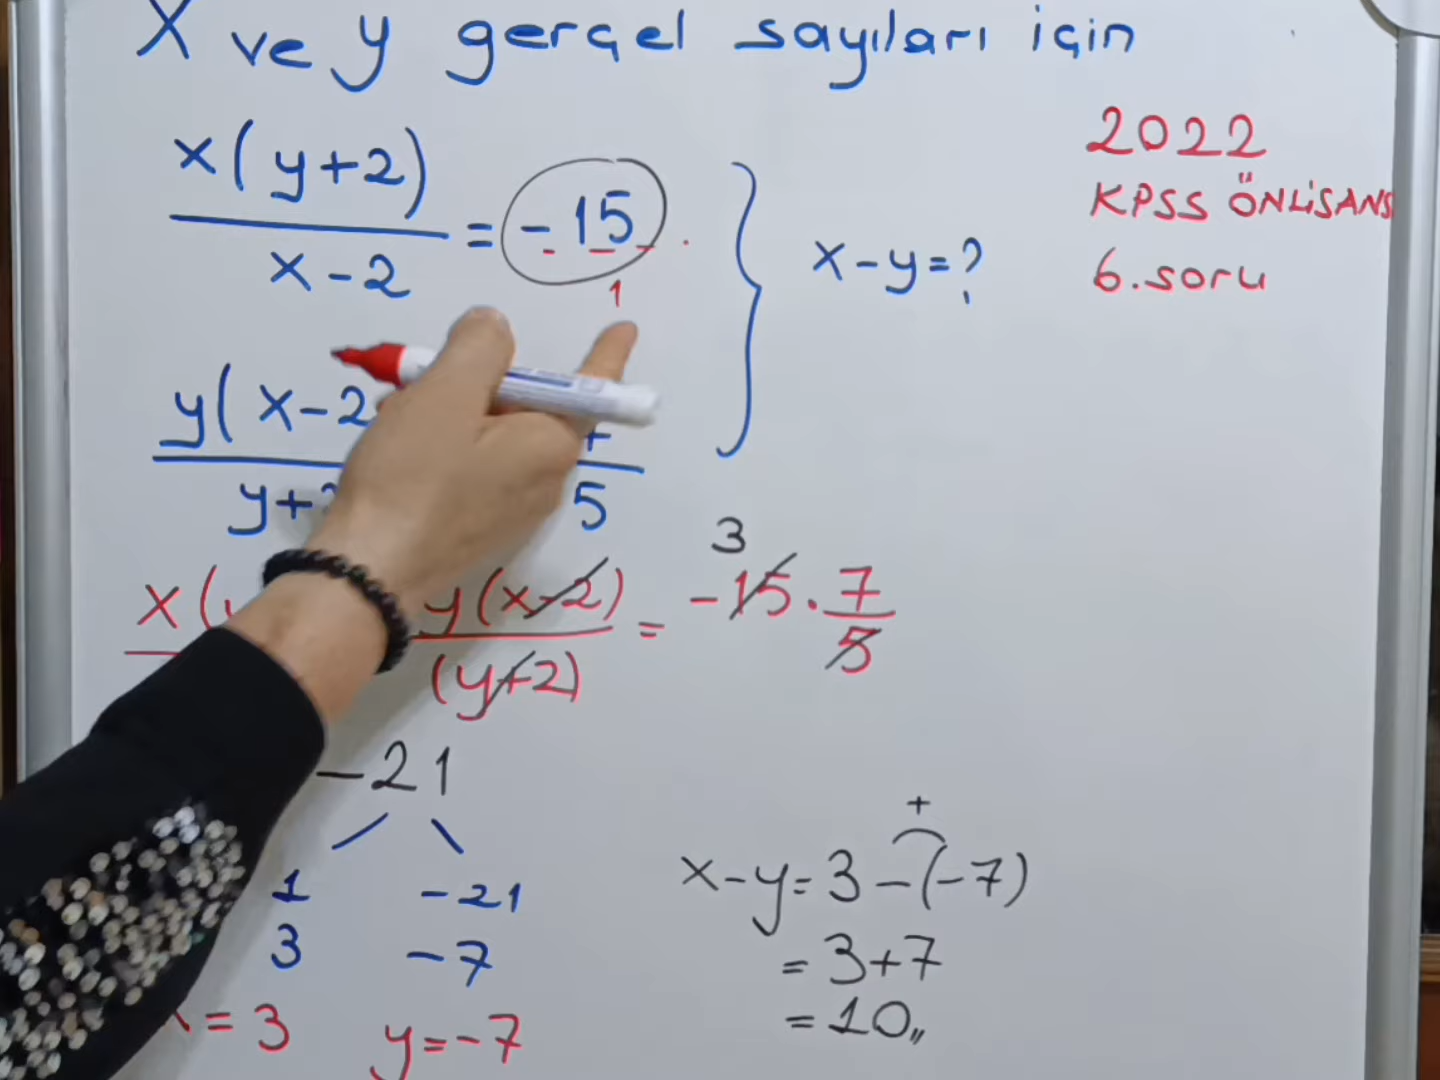 X ve y gerçel sayıları için
x(y+2)
x-2
= -15
1
y(x-2
y+
5
x-y=?
2022
KPSS ÖNLİSANS
6.soru
x(
y(x-2)
(y+2)
= -15 . 7
3
5
-21
1 -21
3 -7
= 3 y=-7
+
x-y= 3-(-7)
= 3+7
= 10,,